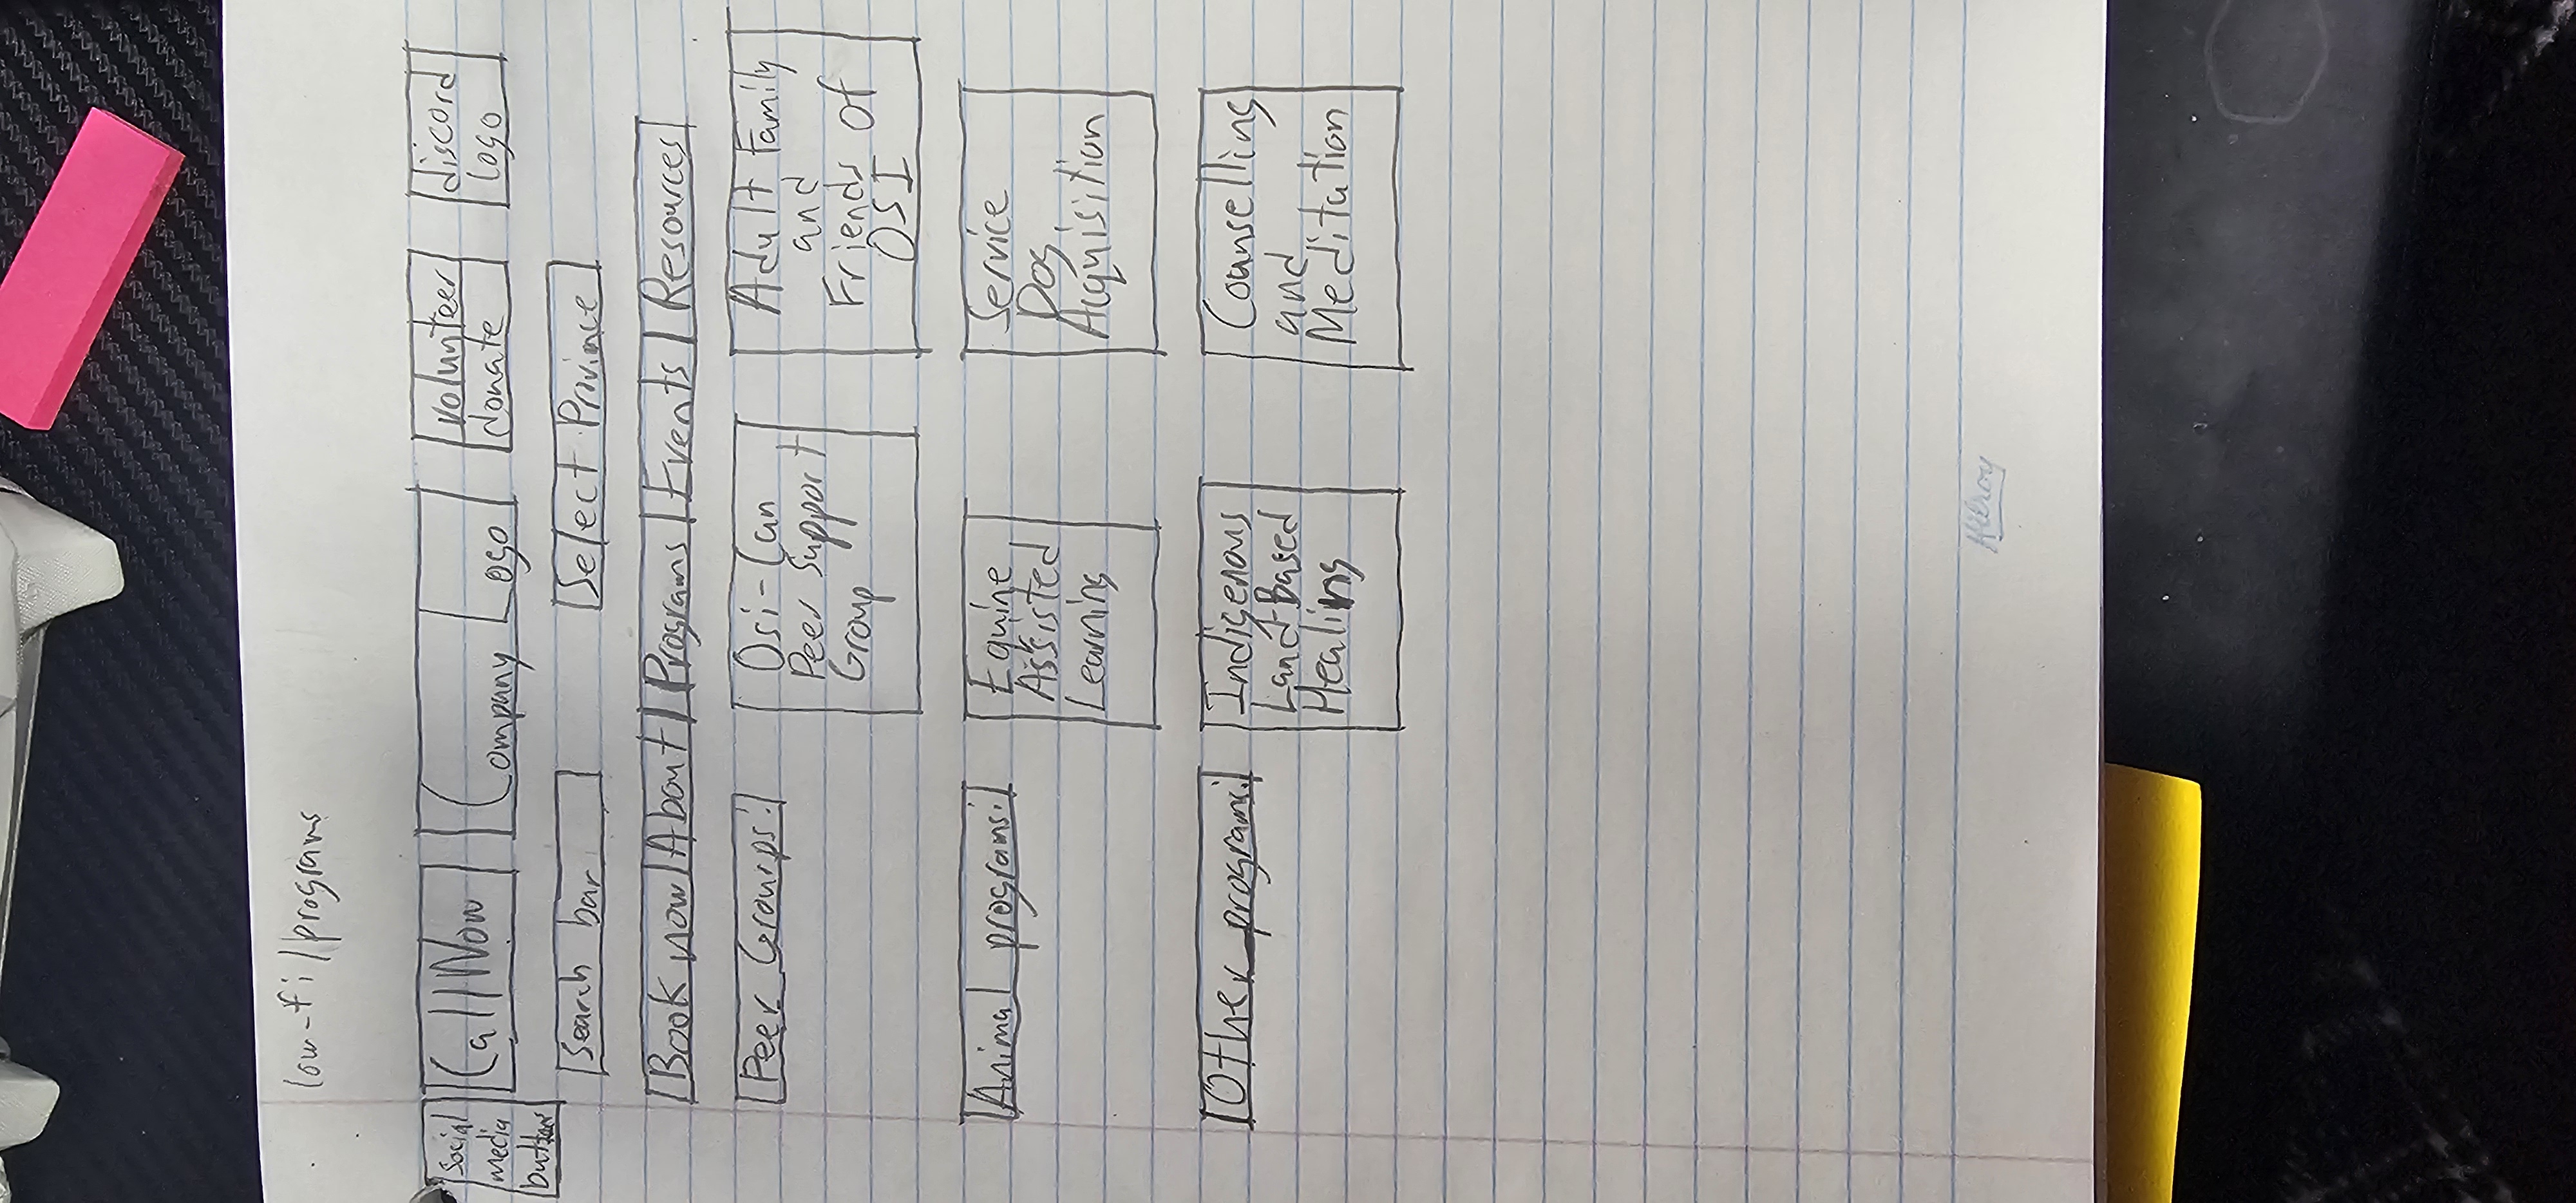 low-fi/programs
Social
media
buttons
Call Now
Company Logo
volunteer
donate
discord
logo
Search bar
Select Province
Book now About Programs Events Resources
Peer Groups:
Osi-Can
Peer Support
Group
Adult Family
and
Friends of
OSI
Animal programs:
Equine
Assisted
Learning
Service
Dog
Acquisition
Other programs:
Indigenous
Land-Based
Healing
Counselling
and
Meditation
Hilroy